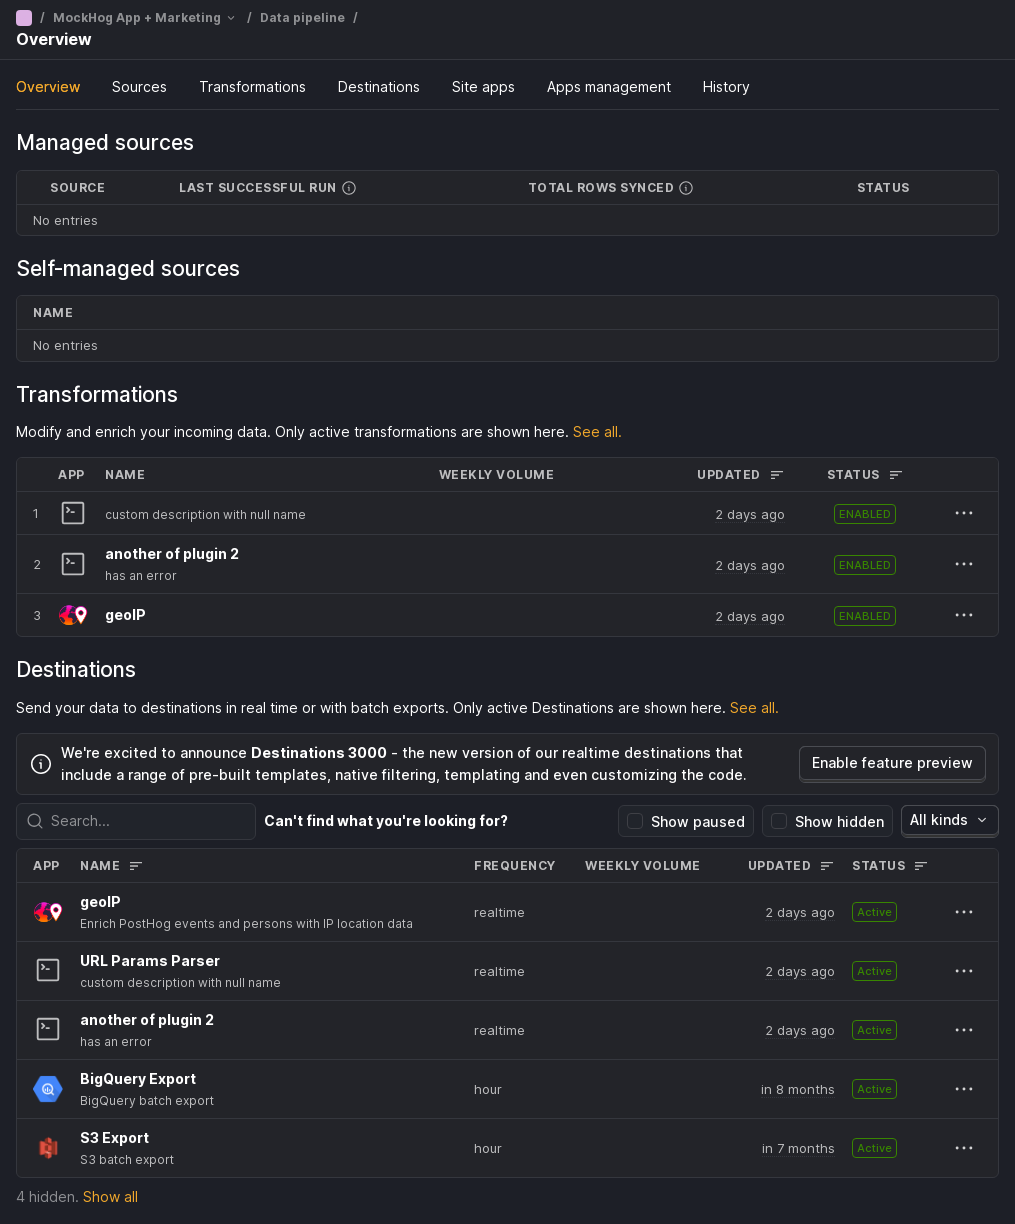 / MockHog App + Marketing / Data pipeline /
Overview
Overview Sources Transformations Destinations Site apps Apps management History
Managed sources
SOURCE LAST SUCCESSFUL RUN TOTAL ROWS SYNCED STATUS
No entries
Self-managed sources
NAME
No entries
Transformations
Modify and enrich your incoming data. Only active transformations are shown here. See all.
APP NAME WEEKLY VOLUME UPDATED STATUS
1 custom description with null name 2 days ago ENABLED
another of plugin 2
2 2 days ago ENABLED
has an error
3 geoIP 2 days ago ENABLED
Destinations
Send your data to destinations in real time or with batch exports. Only active Destinations are shown here. See all.
We're excited to announce Destinations 3000 - the new version of our realtime destinations that
include a range of pre-built templates, native filtering, templating and even customizing the code.
Enable feature preview
Search... Can't find what you're looking for? Show paused Show hidden All kinds
APP NAME FREQUENCY WEEKLY VOLUME UPDATED STATUS
geoIP
Enrich PostHog events and persons with IP location data
realtime 2 days ago Active
URL Params Parser
custom description with null name
realtime 2 days ago Active
another of plugin 2
has an error
realtime 2 days ago Active
BigQuery Export
BigQuery batch export
hour in 8 months Active
S3 Export
S3 batch export
hour in 7 months Active
4 hidden. Show all